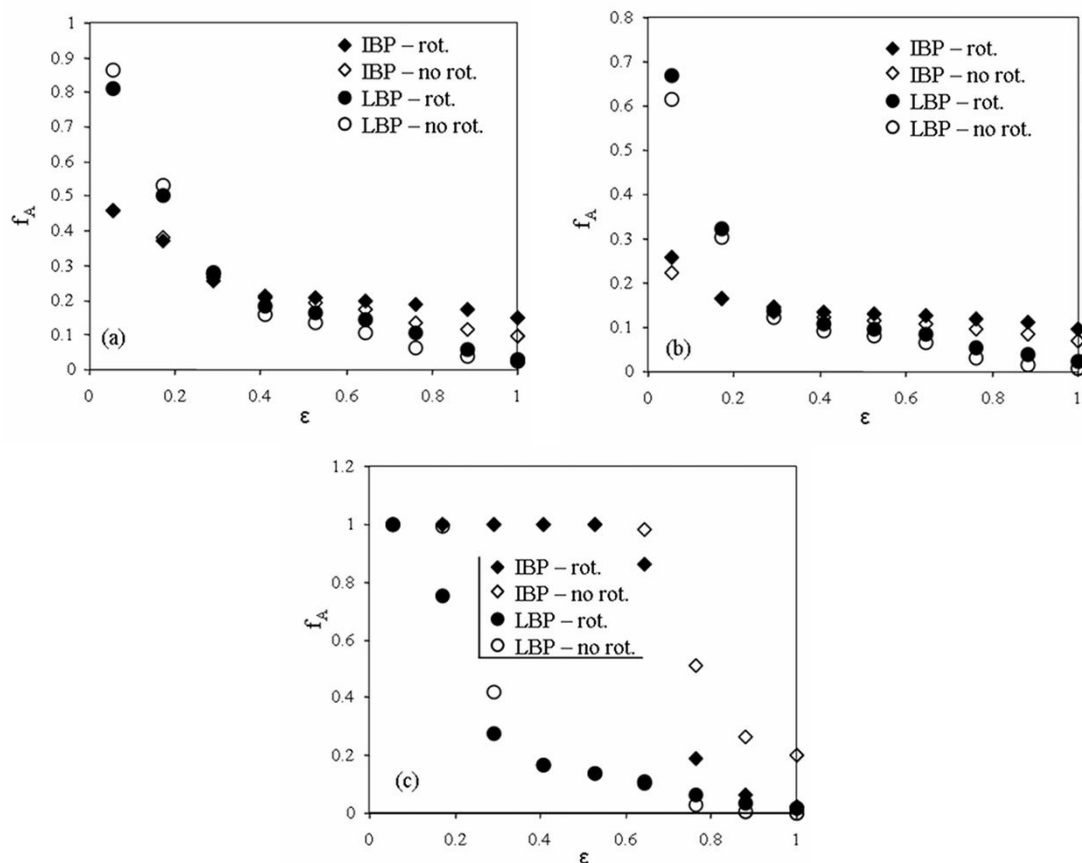 1
0.9
0.8
0.7
0.6
0.5
0.4
0.3
0.2
0.1
0
f_A
IBP – rot.
IBP – no rot.
LBP – rot.
LBP – no rot.
(a)
0 0.2 0.4 0.6 0.8 1
ε
0.8
0.7
0.6
0.5
0.4
0.3
0.2
0.1
0
f_A
IBP – rot.
IBP – no rot.
LBP – rot.
LBP – no rot.
(b)
0 0.2 0.4 0.6 0.8 1
ε
1.2
1
0.8
0.6
0.4
0.2
0
f_A
IBP – rot.
IBP – no rot.
LBP – rot.
LBP – no rot.
(c)
0 0.2 0.4 0.6 0.8 1
ε